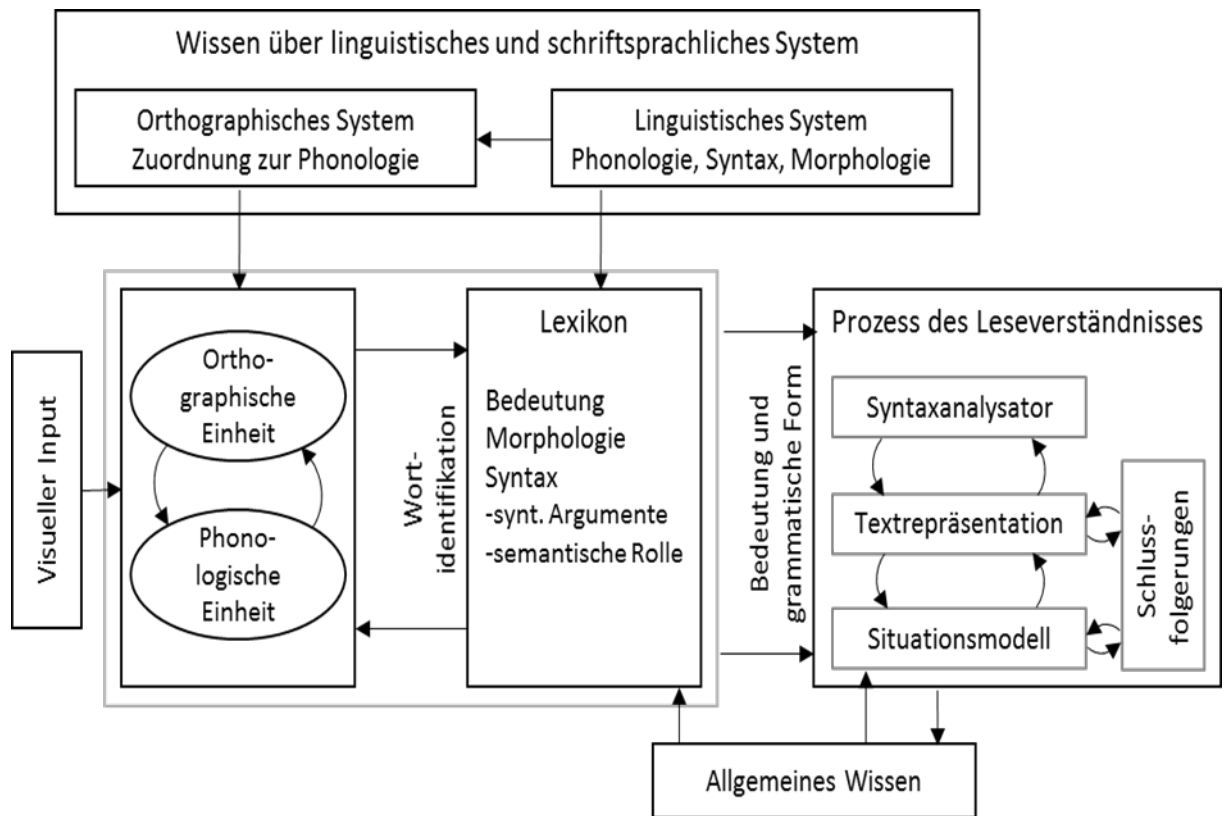 Wissen über linguistisches und schriftsprachliches System
Orthographisches System
Zuordnung zur Phonologie
Linguistisches System
Phonologie, Syntax, Morphologie
Visueller Input
Ortho-
graphische
Einheit
Phono-
logische
Einheit
Wort-
identifikation
Lexikon
Bedeutung
Morphologie
Syntax
-synt. Argumente
-semantische Rolle
Bedeutung und
grammatische Form
Prozess des Leseverständnisses
Syntaxanalysator
Textrepräsentation
Situationsmodell
Schluss-
folgerungen
Allgemeines Wissen